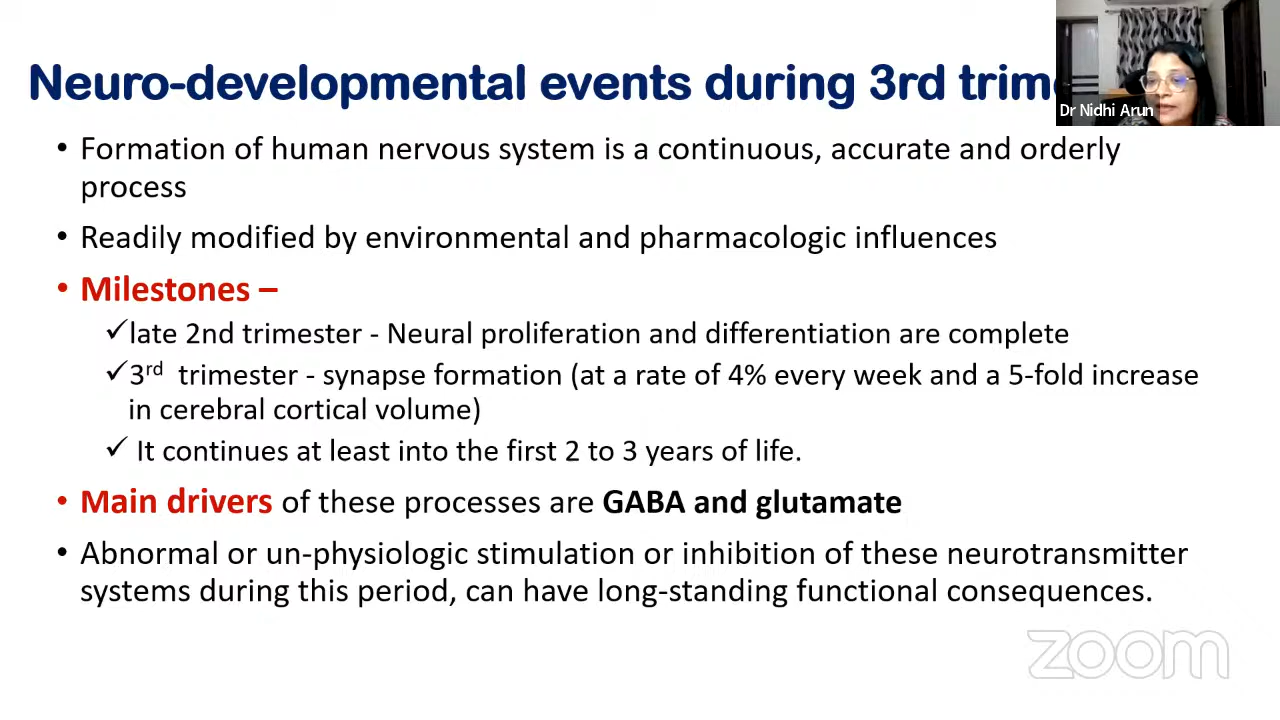 Neuro-developmental events during 3rd
Dr Nidhi Arun
• Formation of human nervous system is a continuous, accurate and orderly
process
• Readily modified by environmental and pharmacologic influences
• Milestones –
✓late 2nd trimester - Neural proliferation and differentiation are complete
✓3rd trimester - synapse formation (at a rate of 4% every week and a 5-fold increase
in cerebral cortical volume)
✓ It continues at least into the first 2 to 3 years of life.
• Main drivers of these processes are GABA and glutamate
• Abnormal or un-physiologic stimulation or inhibition of these neurotransmitter
systems during this period, can have long-standing functional consequences.
zoom